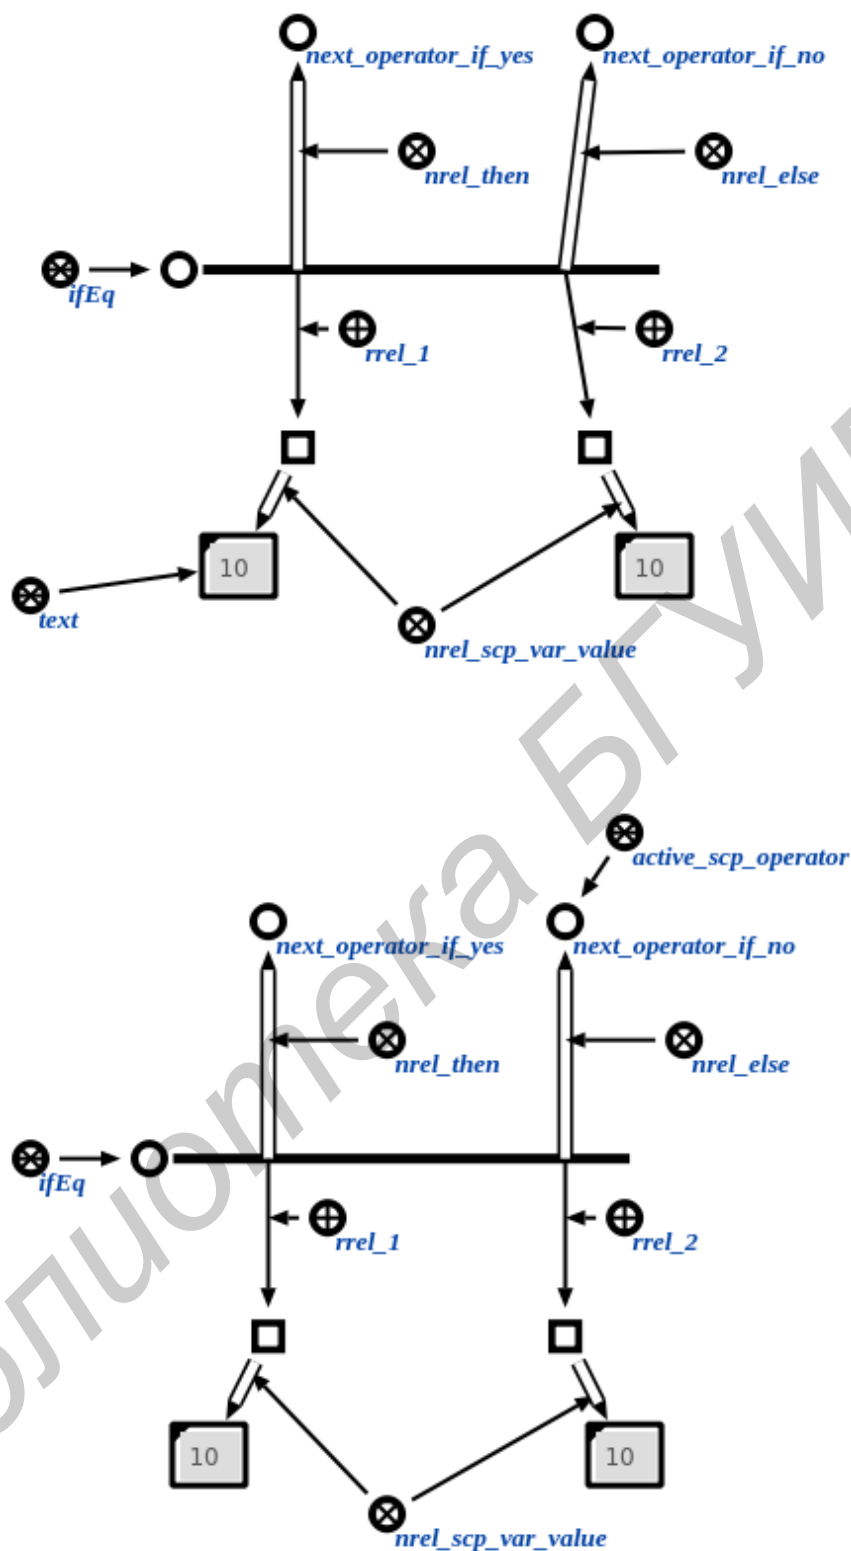 next_operator_if_yes
next_operator_if_no
nrel_then
nrel_else
ifEq
rrel_1
rrel_2
10
10
text
nrel_scp_var_value
active_scp_operator
next_operator_if_yes
next_operator_if_no
nrel_then
nrel_else
ifEq
rrel_1
rrel_2
10
10
nrel_scp_var_value